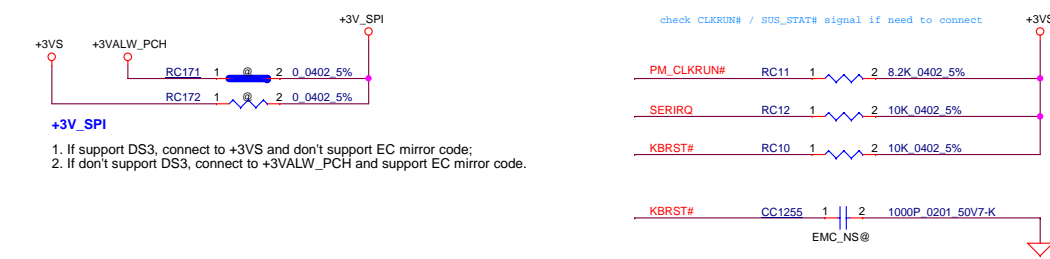 +3V_SPI
+3VS +3VALW_PCH
RC171 1 @ 2 0_0402_5%
RC172 1 @ 2 0_0402_5%
+3V_SPI
1. If support DS3, connect to +3VS and don't support EC mirror code;
2. If don't support DS3, connect to +3VALW_PCH and support EC mirror code.
check CLKRUN# / SUS_STAT# signal if need to connect
+3VS
PM_CLKRUN# RC11 1 2 8.2K_0402_5%
SERIRQ RC12 1 2 10K_0402_5%
KBRST# RC10 1 2 10K_0402_5%
KBRST# CC1255 1 2 1000P_0201_50V7-K
EMC_NS@